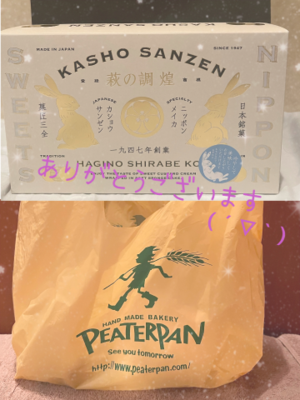 MADE IN JAPAN
SINCE 1947
KASHO SANZEN
SWEETS
NIPPON
萩の調 煌
JAPANESE
カショウ
サンゼン
SPECIALTY
ニッポン
メイカ
菓匠三全
日本銘菓
一九四七年創業
TRADITION
HAGINO SHIRABE KO
ありがとうございます
(´∇`)
HAND MADE BAKERY
PEATERPAN
See you tomorrow
http://www.peaterpan.com/